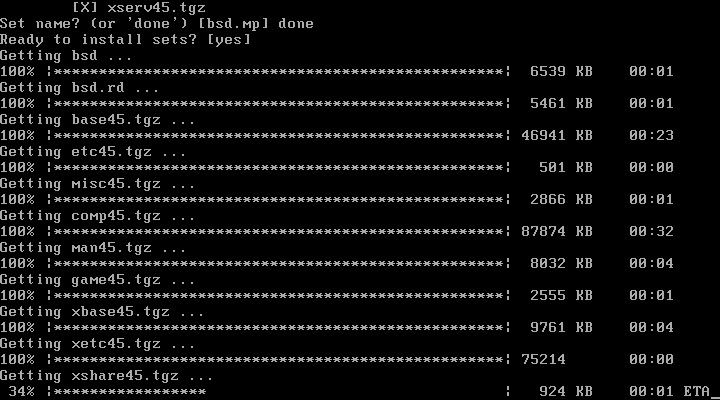 [X] xserv45.tgz
Set name? (or 'done') [bsd.mp] done
Ready to install sets? [yes]
Getting bsd ...
100% |**************************************************| 6539 KB 00:01
Getting bsd.rd ...
100% |**************************************************| 5461 KB 00:01
Getting base45.tgz ...
100% |**************************************************| 46941 KB 00:23
Getting etc45.tgz ...
100% |**************************************************| 501 KB 00:00
Getting misc45.tgz ...
100% |**************************************************| 2866 KB 00:01
Getting comp45.tgz ...
100% |**************************************************| 87874 KB 00:32
Getting man45.tgz ...
100% |**************************************************| 8032 KB 00:04
Getting game45.tgz ...
100% |**************************************************| 2555 KB 00:01
Getting xbase45.tgz ...
100% |**************************************************| 9761 KB 00:04
Getting xetc45.tgz ...
100% |**************************************************| 75214 00:00
Getting xshare45.tgz ...
34% |***************** | 924 KB 00:01 ETA_